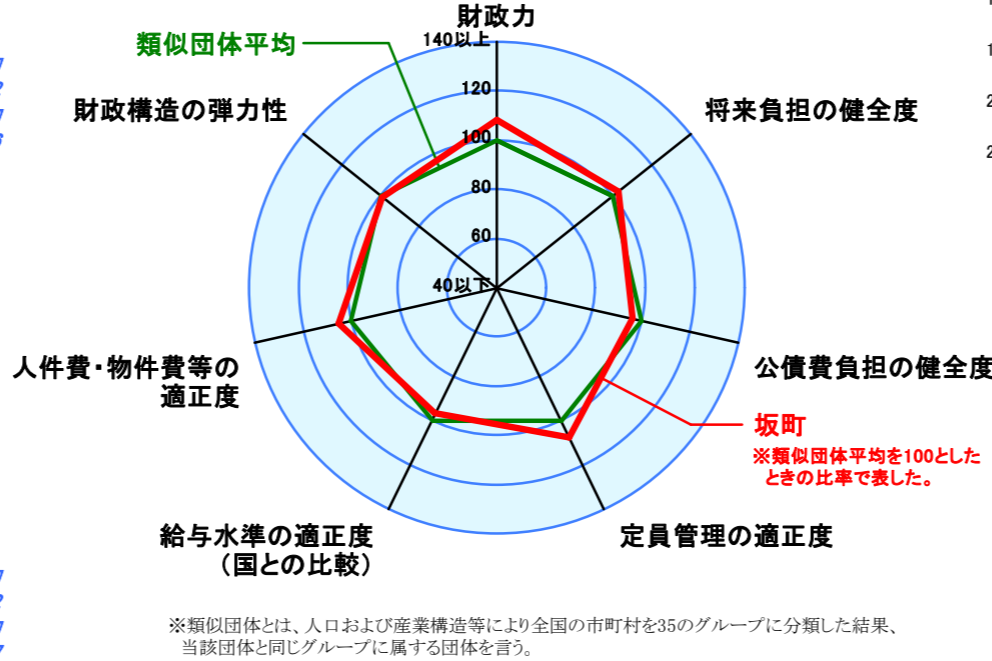 財政力
140以上
類似団体平均
120
財政構造の弾力性
将来負担の健全度
100
80
60
40以下
人件費・物件費等の
適正度
公債費負担の健全度
坂町
※類似団体平均を100とした
ときの比率で表した。
給与水準の適正度
（国との比較）
定員管理の適正度
※類似団体とは、人口および産業構造等により全国の市町村を35のグループに分類した結果、
当該団体と同じグループに属する団体を言う。